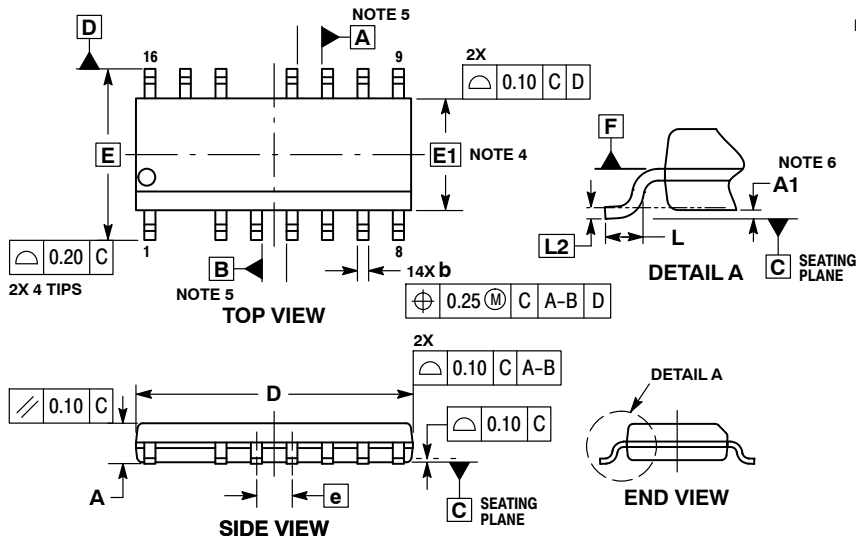 D
NOTE 5
A
16
9
2X
⌓ 0.10 C D
E
E1 NOTE 4
F
NOTE 6
A1
L2
L
C SEATING PLANE
DETAIL A
1
8
⌓ 0.20 C
2X 4 TIPS
B
NOTE 5
14X b
⌖ 0.25 Ⓜ C A-B D
TOP VIEW
2X
⌓ 0.10 C A-B
D
⫽ 0.10 C
⌓ 0.10 C
DETAIL A
A
e
C SEATING PLANE
SIDE VIEW
END VIEW